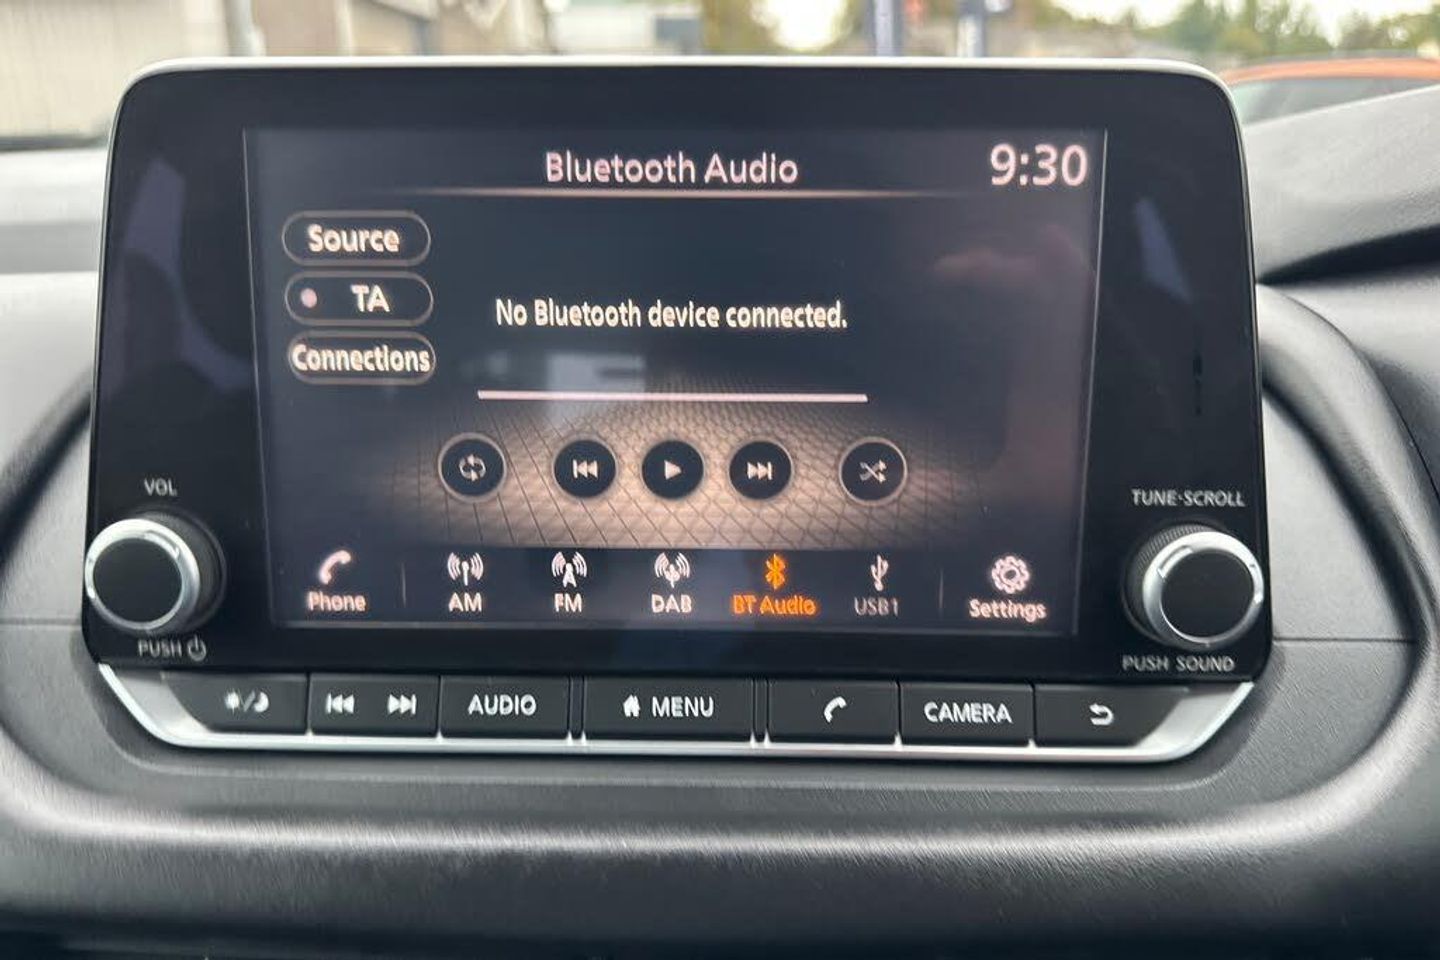 Bluetooth Audio
9:30
Source
TA
No Bluetooth device connected.
Connections
VOL
TUNE·SCROLL
Phone
AM
FM
DAB
BT Audio
USB1
Settings
PUSH
PUSH SOUND
AUDIO
MENU
CAMERA